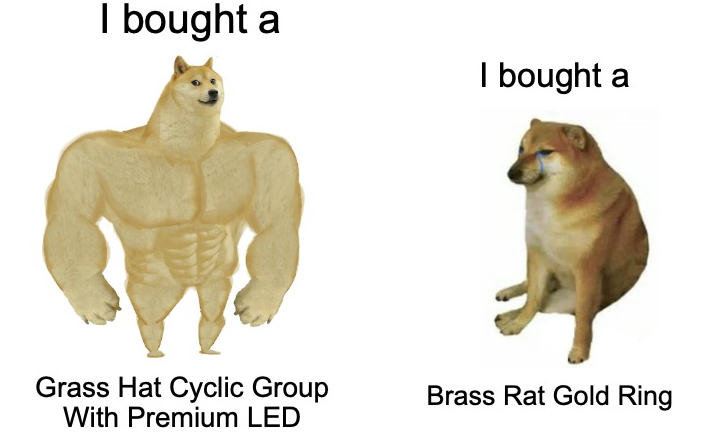 I bought a
Grass Hat Cyclic Group
With Premium LED
I bought a
Brass Rat Gold Ring